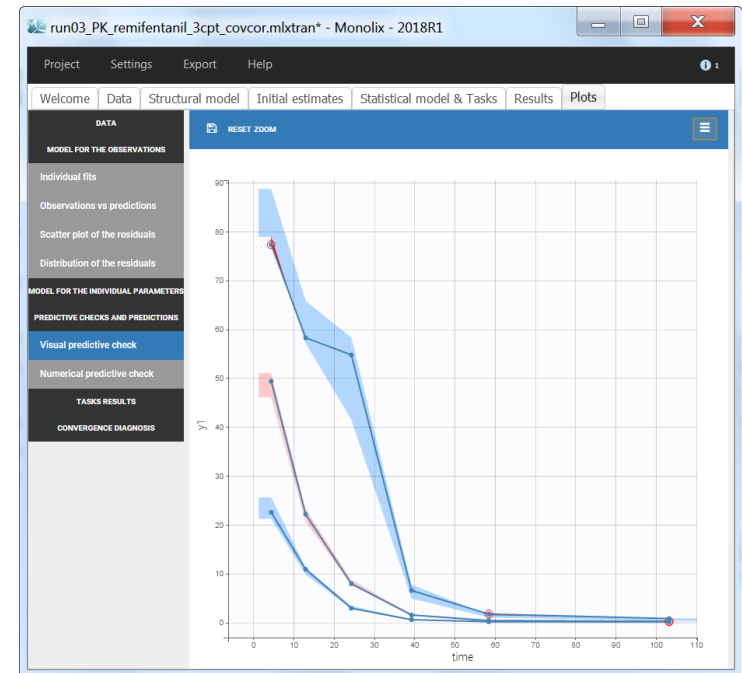 run03_PK_remifentanil_3cpt_covcor.mlxtran* - Monolix - 2018R1
Project Settings Export Help 1
Welcome Data Structural model Initial estimates Statistical model & Tasks Results Plots
DATA
MODEL FOR THE OBSERVATIONS
Individual fits
Observations vs predictions
Scatter plot of the residuals
Distribution of the residuals
MODEL FOR THE INDIVIDUAL PARAMETERS
PREDICTIVE CHECKS AND PREDICTIONS
Visual predictive check
Numerical predictive check
TASKS RESULTS
CONVERGENCE DIAGNOSIS
RESET ZOOM
90
80
70
60
50
40
30
20
10
0
y1
0 10 20 30 40 50 60 70 80 90 100 110
time